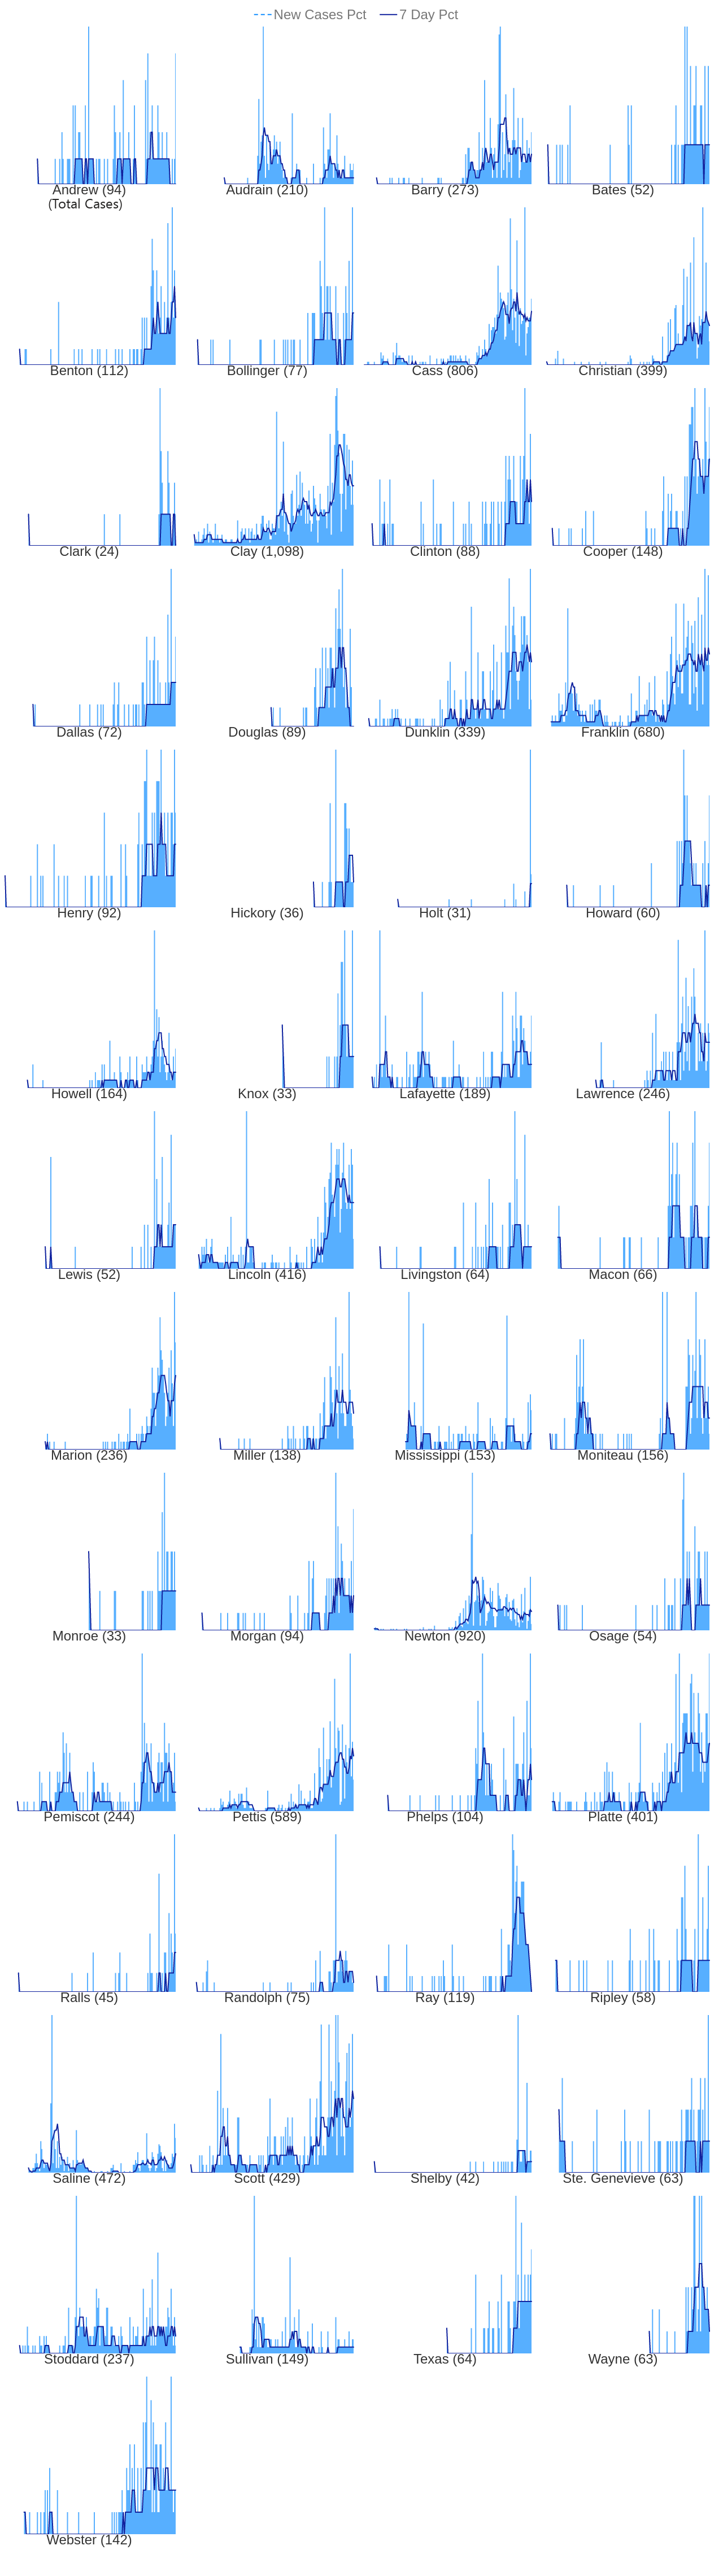 New Cases Pct 7 Day Pct
Andrew (94) Audrain (210) Barry (273) Bates (52)
(Total Cases)
Benton (112) Bollinger (77) Cass (806) Christian (399)
Clark (24) Clay (1,098) Clinton (88) Cooper (148)
Dallas (72) Douglas (89) Dunklin (339) Franklin (680)
Henry (92) Hickory (36) Holt (31) Howard (60)
Howell (164) Knox (33) Lafayette (189) Lawrence (246)
Lewis (52) Lincoln (416) Livingston (64) Macon (66)
Marion (236) Miller (138) Mississippi (153) Moniteau (156)
Monroe (33) Morgan (94) Newton (920) Osage (54)
Pemiscot (244) Pettis (589) Phelps (104) Platte (401)
Ralls (45) Randolph (75) Ray (119) Ripley (58)
Saline (472) Scott (429) Shelby (42) Ste. Genevieve (63)
Stoddard (237) Sullivan (149) Texas (64) Wayne (63)
Webster (142)